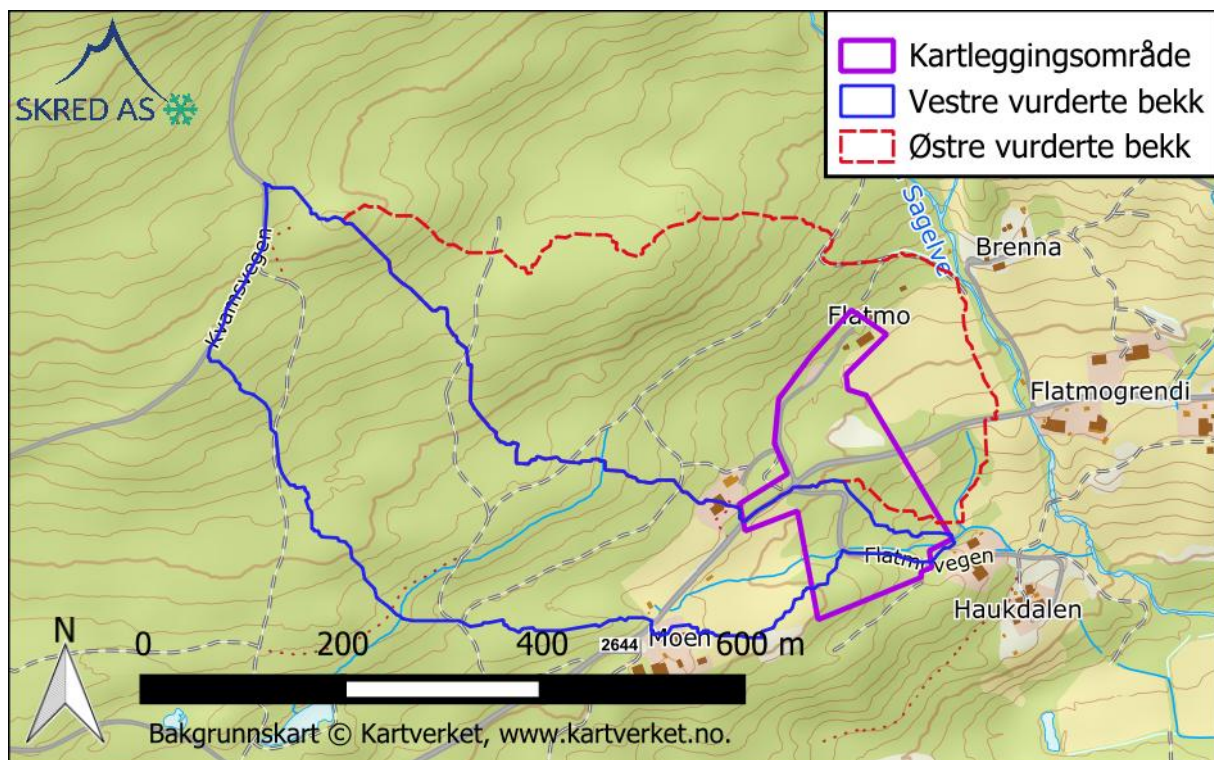 SKRED AS
Kartleggingsområde
Vestre vurderte bekk
Østre vurderte bekk
Sagelve
Brenna
Kvamsvegen
Flatmo
Flatmogrendi
Flatmovegen
Haukdalen
N
0 200 400 600 m
2644
Moen
Bakgrunnskart © Kartverket, www.kartverket.no.